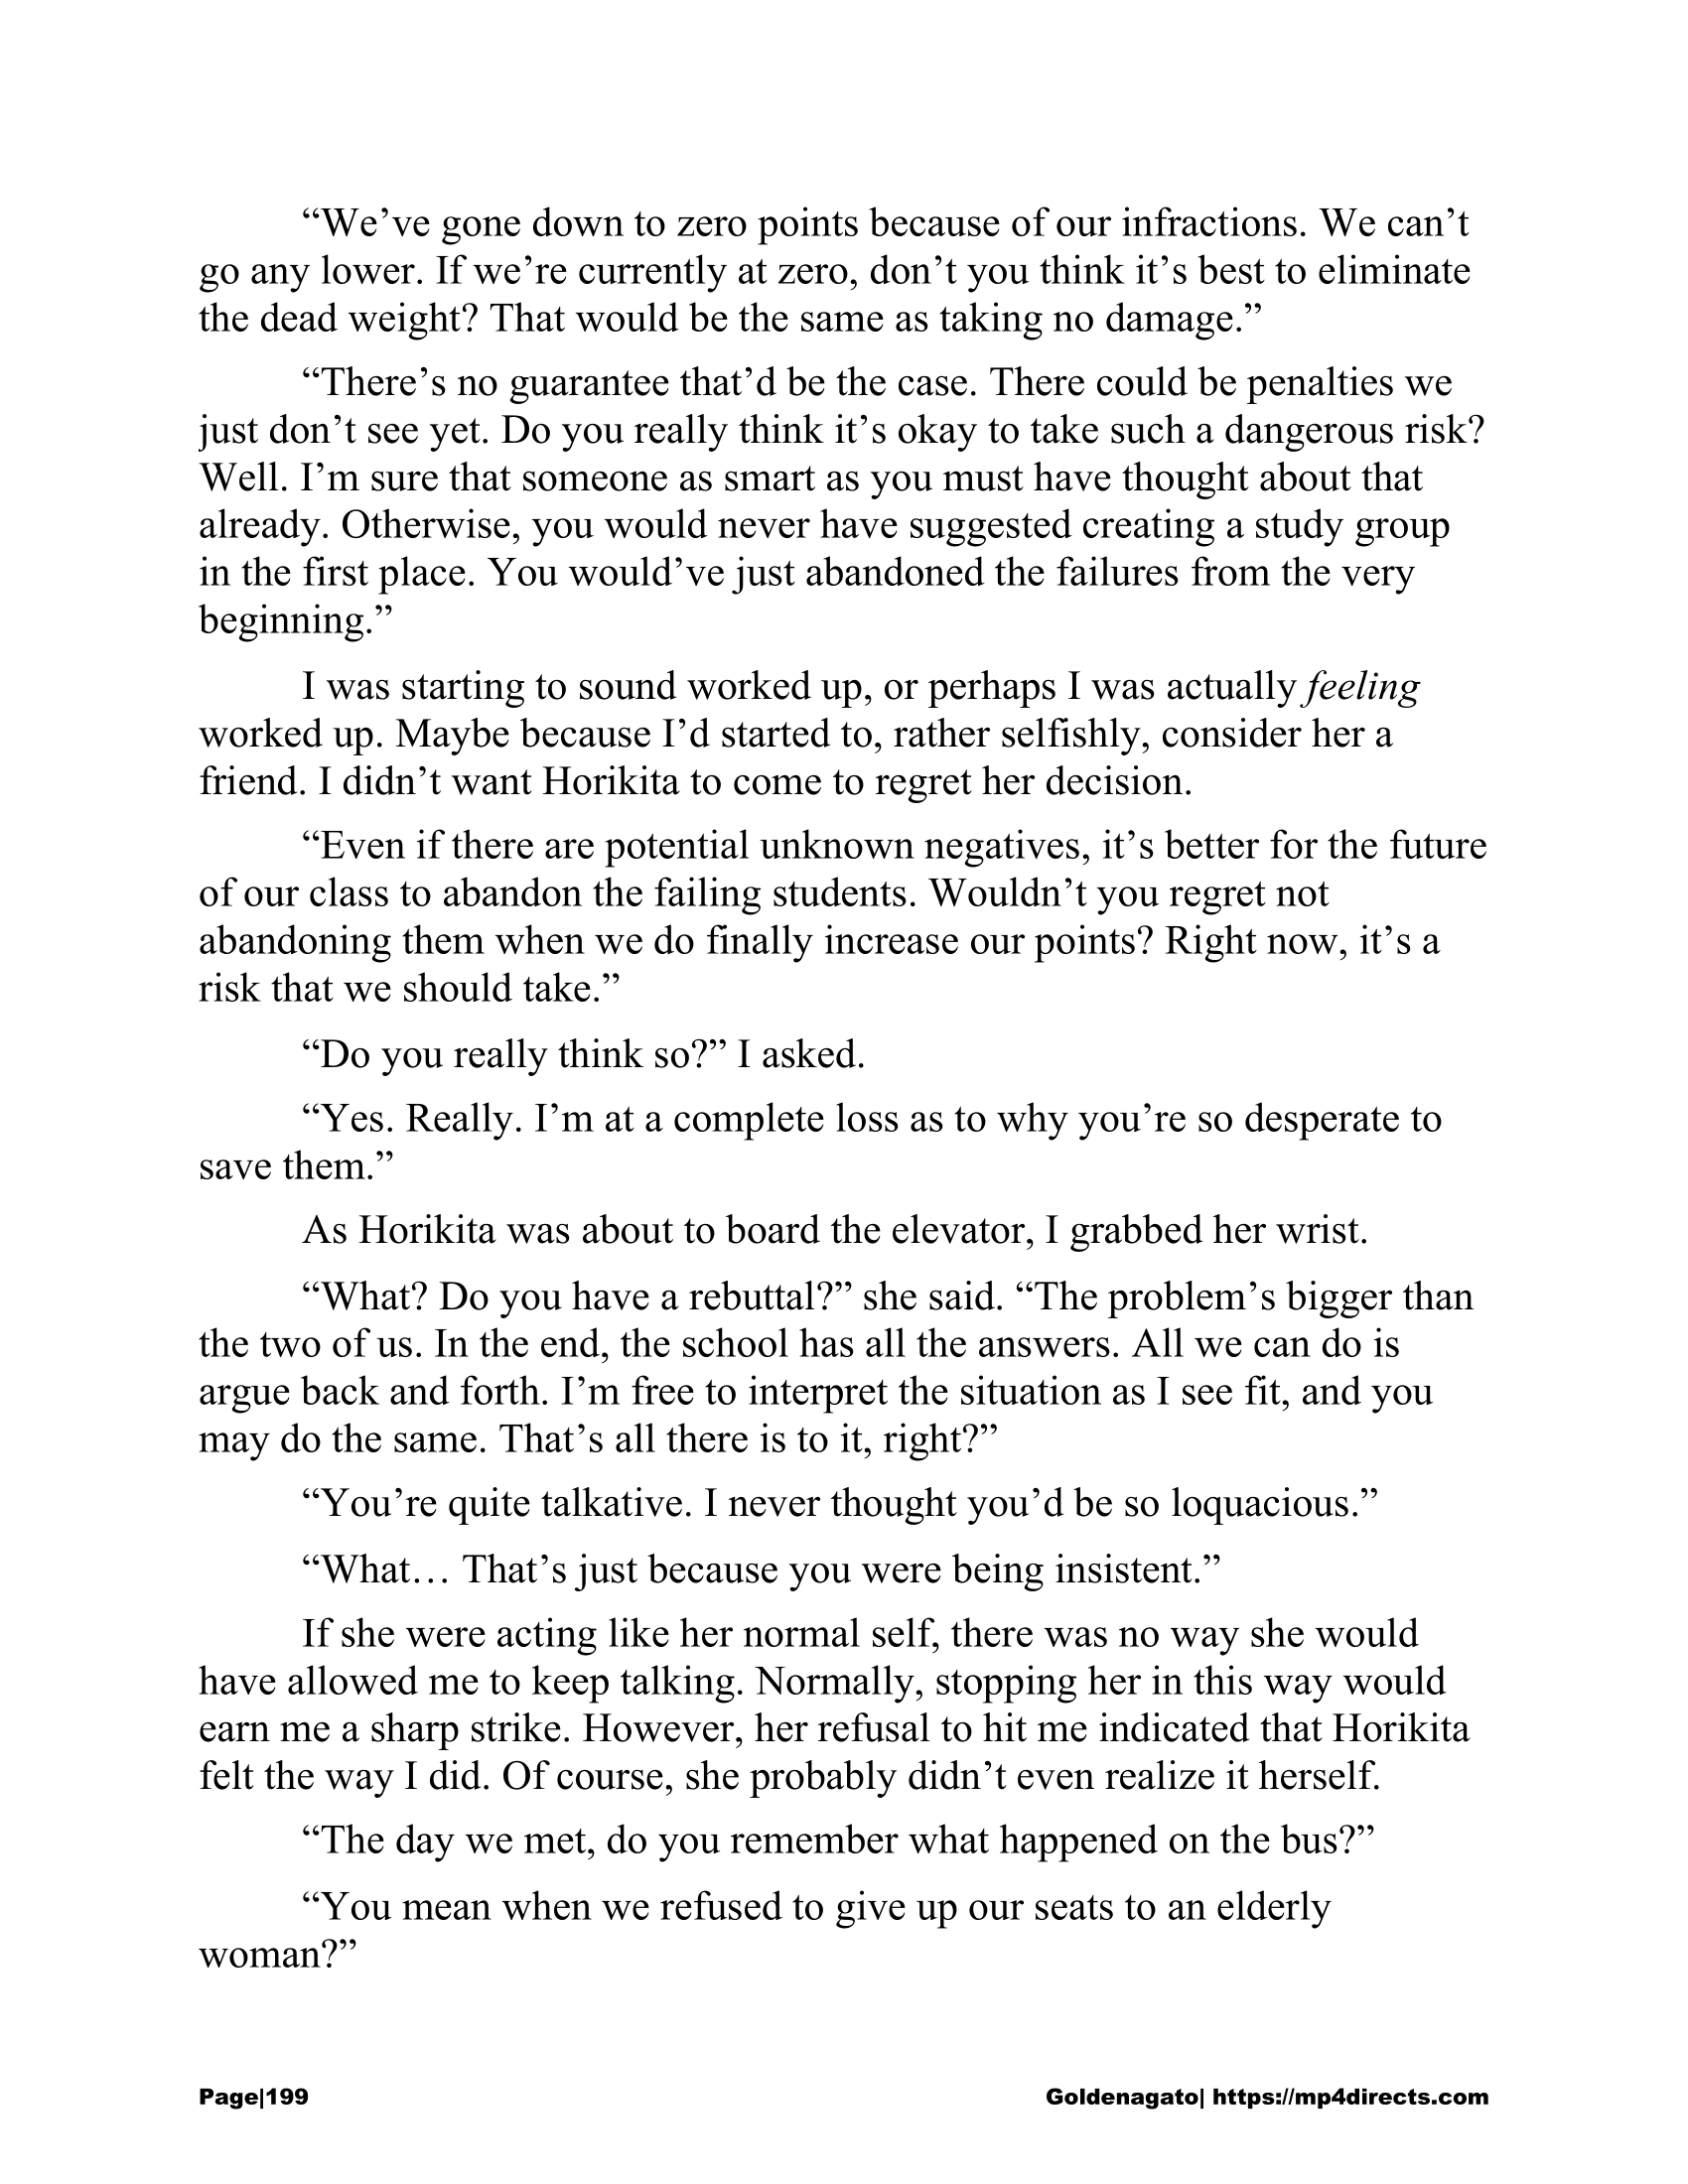 “We’ve gone down to zero points because of our infractions. We can’t
go any lower. If we’re currently at zero, don’t you think it’s best to eliminate
the dead weight? That would be the same as taking no damage.”
“There’s no guarantee that’d be the case. There could be penalties we
just don’t see yet. Do you really think it’s okay to take such a dangerous risk?
Well. I’m sure that someone as smart as you must have thought about that
already. Otherwise, you would never have suggested creating a study group
in the first place. You would’ve just abandoned the failures from the very
beginning.”
I was starting to sound worked up, or perhaps I was actually feeling
worked up. Maybe because I’d started to, rather selfishly, consider her a
friend. I didn’t want Horikita to come to regret her decision.
“Even if there are potential unknown negatives, it’s better for the future
of our class to abandon the failing students. Wouldn’t you regret not
abandoning them when we do finally increase our points? Right now, it’s a
risk that we should take.”
“Do you really think so?” I asked.
“Yes. Really. I’m at a complete loss as to why you’re so desperate to
save them.”
As Horikita was about to board the elevator, I grabbed her wrist.
“What? Do you have a rebuttal?” she said. “The problem’s bigger than
the two of us. In the end, the school has all the answers. All we can do is
argue back and forth. I’m free to interpret the situation as I see fit, and you
may do the same. That’s all there is to it, right?”
“You’re quite talkative. I never thought you’d be so loquacious.”
“What… That’s just because you were being insistent.”
If she were acting like her normal self, there was no way she would
have allowed me to keep talking. Normally, stopping her in this way would
earn me a sharp strike. However, her refusal to hit me indicated that Horikita
felt the way I did. Of course, she probably didn’t even realize it herself.
“The day we met, do you remember what happened on the bus?”
“You mean when we refused to give up our seats to an elderly
woman?”
Page|199 Goldenagato| https://mp4directs.com